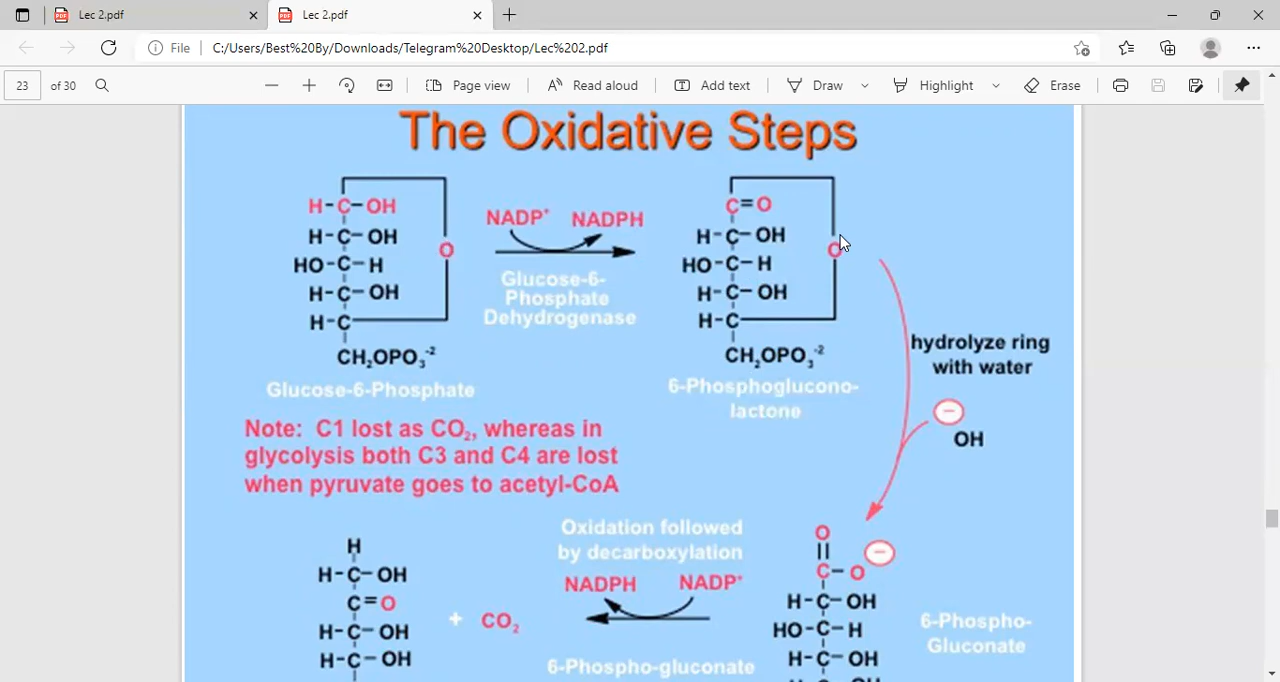 Lec 2.pdf
Lec 2.pdf
File C:/Users/Best%20By/Downloads/Telegram%20Desktop/Lec%202.pdf
23 of 30 Page view Read aloud Add text Draw Highlight Erase
The Oxidative Steps
H-C-OH
H-C-OH
HO-C-H
H-C-OH
H-C
CH₂OPO₃⁻²
O
Glucose-6-Phosphate
NADP⁺ NADPH
Glucose-6-
Phosphate
Dehydrogenase
C=O
H-C-OH
HO-C-H
H-C-OH
H-C
CH₂OPO₃⁻²
O
6-Phosphoglucono-
lactone
hydrolyze ring
with water
−
OH
Note: C1 lost as CO₂, whereas in
glycolysis both C3 and C4 are lost
when pyruvate goes to acetyl-CoA
O
C-O −
H-C-OH
HO-C-H
H-C-OH
6-Phospho-
Gluconate
Oxidation followed
by decarboxylation
NADPH NADP⁺
6-Phospho-gluconate
+ CO₂
H
H-C-OH
C=O
H-C-OH
H-C-OH